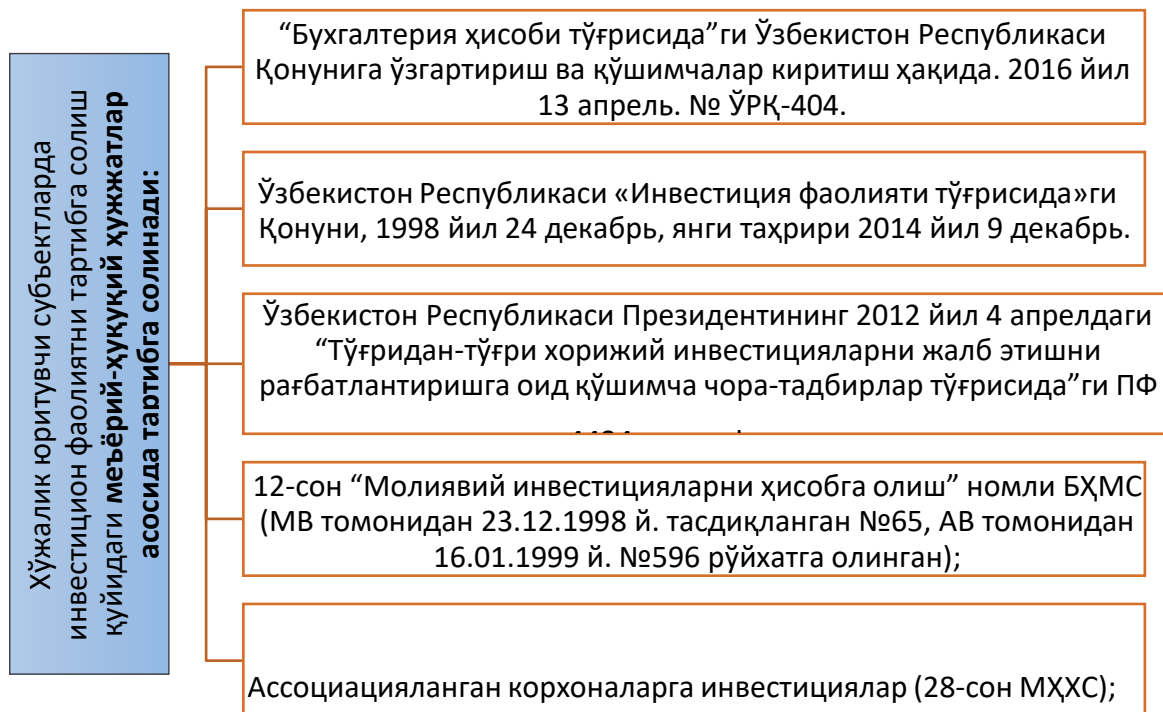 Хўжалик юритувчи субъектларда
инвестицион фаолиятни тартибга солиш
қуйидаги меъёрий-ҳуқуқий ҳужжатлар
асосида тартибга солинади:
“Бухгалтерия ҳисоби тўғрисида”ги Ўзбекистон Республикаси
Қонунига ўзгартириш ва қўшимчалар киритиш ҳақида. 2016 йил
13 апрель. № ЎРҚ-404.
Ўзбекистон Республикаси «Инвестиция фаолияти тўғрисида»ги
Қонуни, 1998 йил 24 декабрь, янги таҳрири 2014 йил 9 декабрь.
Ўзбекистон Республикаси Президентининг 2012 йил 4 апрелдаги
“Тўғридан-тўғри хорижий инвестицияларни жалб этишни
рағбатлантиришга оид қўшимча чора-тадбирлар тўғрисида”ги ПФ
12-сон “Молиявий инвестицияларни ҳисобга олиш” номли БҲМС
(МВ томонидан 23.12.1998 й. тасдиқланган №65, АВ томонидан
16.01.1999 й. №596 рўйхатга олинган);
Ассоциацияланган корхоналарга инвестициялар (28-сон МҲХС);